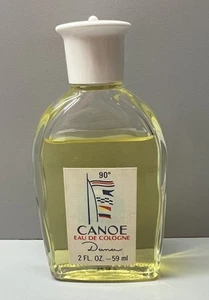 90°
CANOE
EAU DE COLOGNE
Dana
2 FL. OZ. – 59 ml